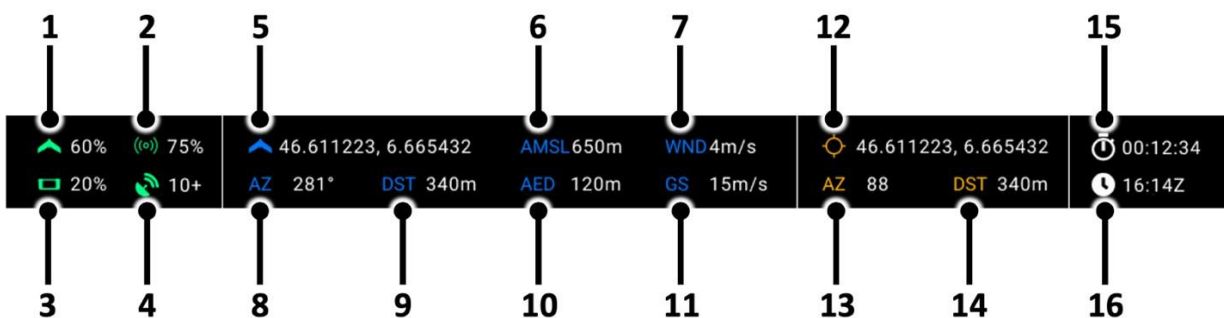 1 2 5 6 7 12 15
60% 75% 46.611223, 6.665432 AMSL 650m WND 4m/s 46.611223, 6.665432 00:12:34
20% 10+ AZ 281° DST 340m AED 120m GS 15m/s AZ 88 DST 340m 16:14Z
3 4 8 9 10 11 13 14 16